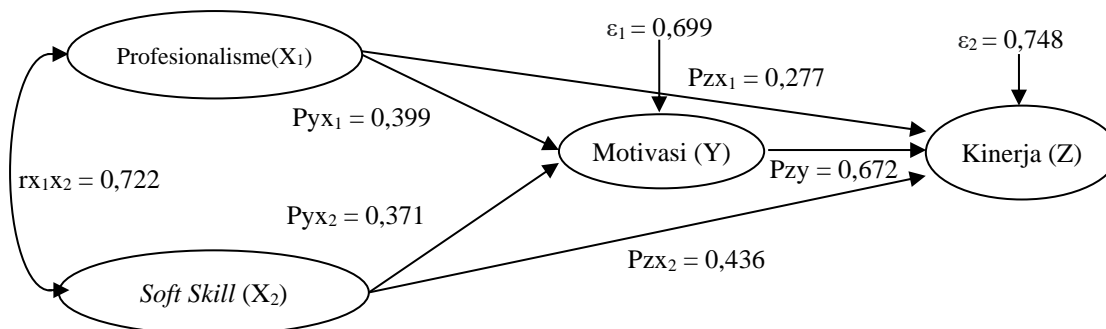 ε₁ = 0,699
ε₂ = 0,748
Profesionalisme(X₁)
Pzx₁ = 0,277
Pyx₁ = 0,399
Motivasi (Y)
Kinerja (Z)
Pzy = 0,672
rx₁x₂ = 0,722
Pyx₂ = 0,371
Pzx₂ = 0,436
Soft Skill (X₂)